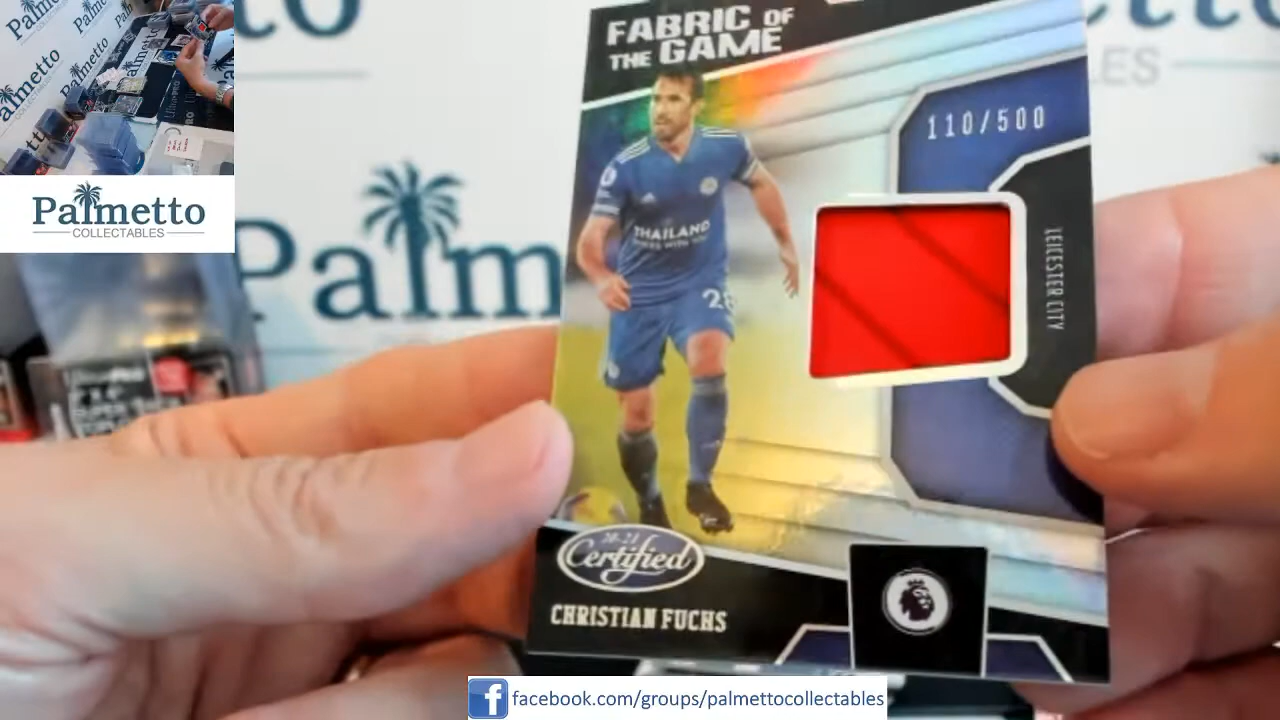 Palmetto
COLLECTABLES
Palm
FABRIC OF
THE GAME
110/500
LEICESTER CITY
THAILAND
28
20-21
Certified
CHRISTIAN FUCHS
facebook.com/groups/palmettocollectables